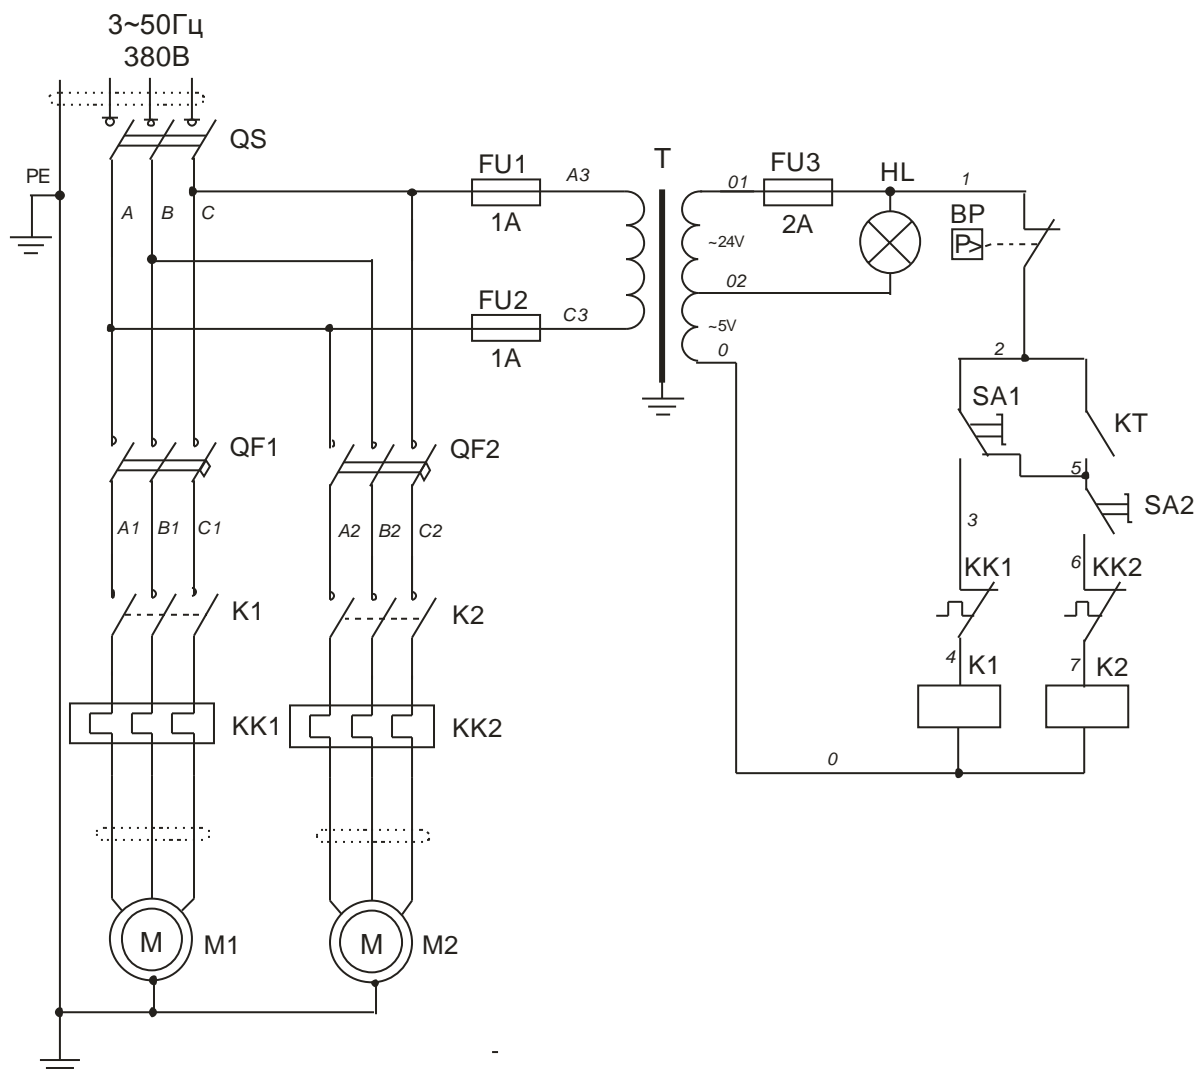 3~50Гц
380В
QS
PE
A
B
C
FU1
A3
1A
T
01
FU3
2A
HL
1
BP
P>
~24V
02
FU2
C3
1A
~5V
0
2
SA1
KT
5
SA2
QF1
QF2
A1
B1
C1
A2
B2
C2
3
6
KK1
KK2
K1
K2
4
K1
7
K2
KK1
KK2
0
M
M1
M
M2